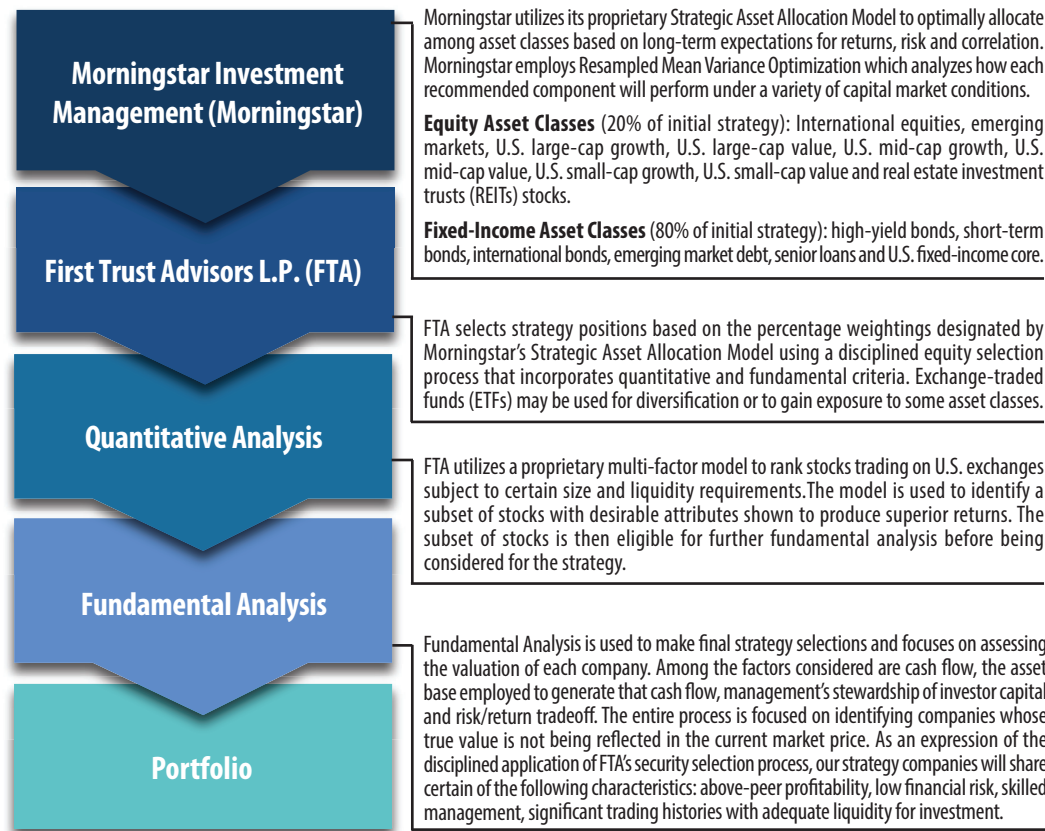 Morningstar Investment
Management (Morningstar)
Morningstar utilizes its proprietary Strategic Asset Allocation Model to optimally allocate
among asset classes based on long-term expectations for returns, risk and correlation.
Morningstar employs Resampled Mean Variance Optimization which analyzes how each
recommended component will perform under a variety of capital market conditions.
Equity Asset Classes (20% of initial strategy): International equities, emerging
markets, U.S. large-cap growth, U.S. large-cap value, U.S. mid-cap growth, U.S.
mid-cap value, U.S. small-cap growth, U.S. small-cap value and real estate investment
trusts (REITs) stocks.
Fixed-Income Asset Classes (80% of initial strategy): high-yield bonds, short-term
bonds, international bonds, emerging market debt, senior loans and U.S. fixed-income core.
First Trust Advisors L.P. (FTA)
FTA selects strategy positions based on the percentage weightings designated by
Morningstar's Strategic Asset Allocation Model using a disciplined equity selection
process that incorporates quantitative and fundamental criteria. Exchange-traded
funds (ETFs) may be used for diversification or to gain exposure to some asset classes.
Quantitative Analysis
FTA utilizes a proprietary multi-factor model to rank stocks trading on U.S. exchanges
subject to certain size and liquidity requirements.The model is used to identify a
subset of stocks with desirable attributes shown to produce superior returns. The
subset of stocks is then eligible for further fundamental analysis before being
considered for the strategy.
Fundamental Analysis
Fundamental Analysis is used to make final strategy selections and focuses on assessing
the valuation of each company. Among the factors considered are cash flow, the asset
base employed to generate that cash flow, management's stewardship of investor capital
and risk/return tradeoff. The entire process is focused on identifying companies whose
true value is not being reflected in the current market price. As an expression of the
disciplined application of FTA's security selection process, our strategy companies will share
certain of the following characteristics: above-peer profitability, low financial risk, skilled
management, significant trading histories with adequate liquidity for investment.
Portfolio